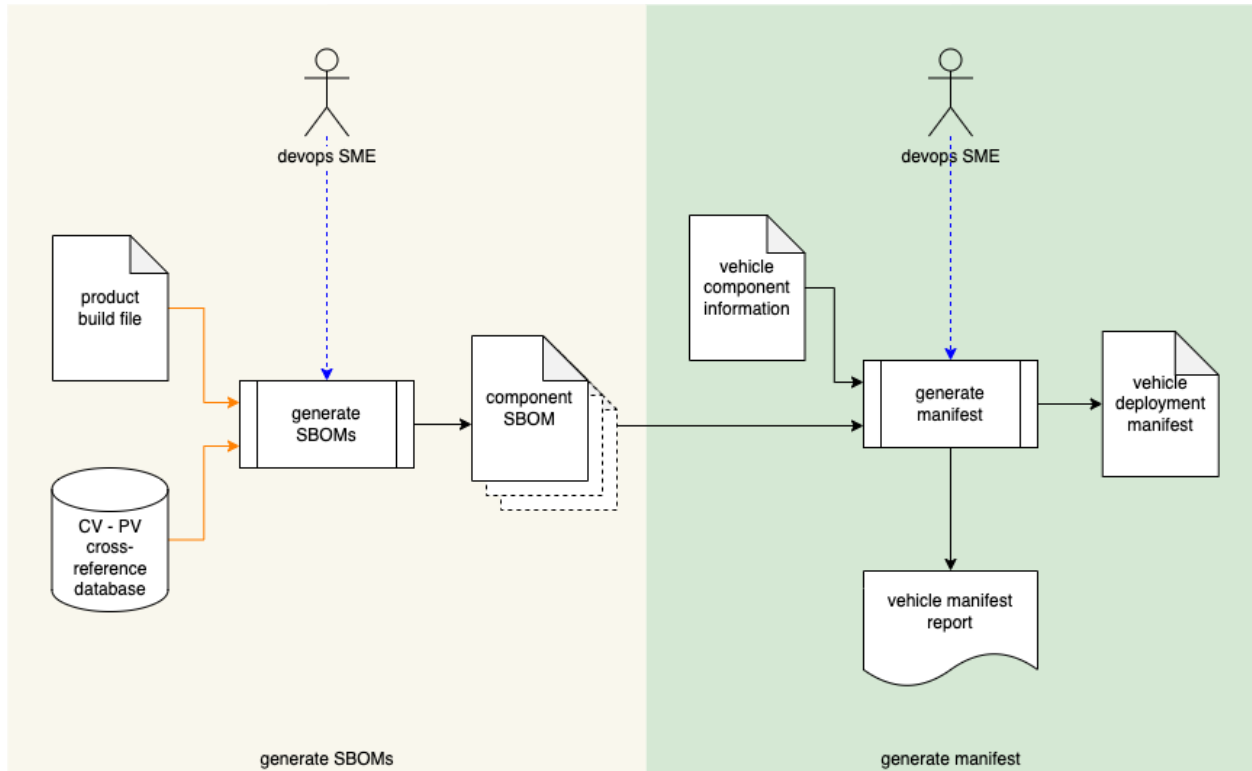 devops SME
product
build file
generate
SBOMs
CV - PV
cross-
reference
database
component
SBOM
generate SBOMs
devops SME
vehicle
component
information
generate
manifest
vehicle
deployment
manifest
vehicle manifest
report
generate manifest